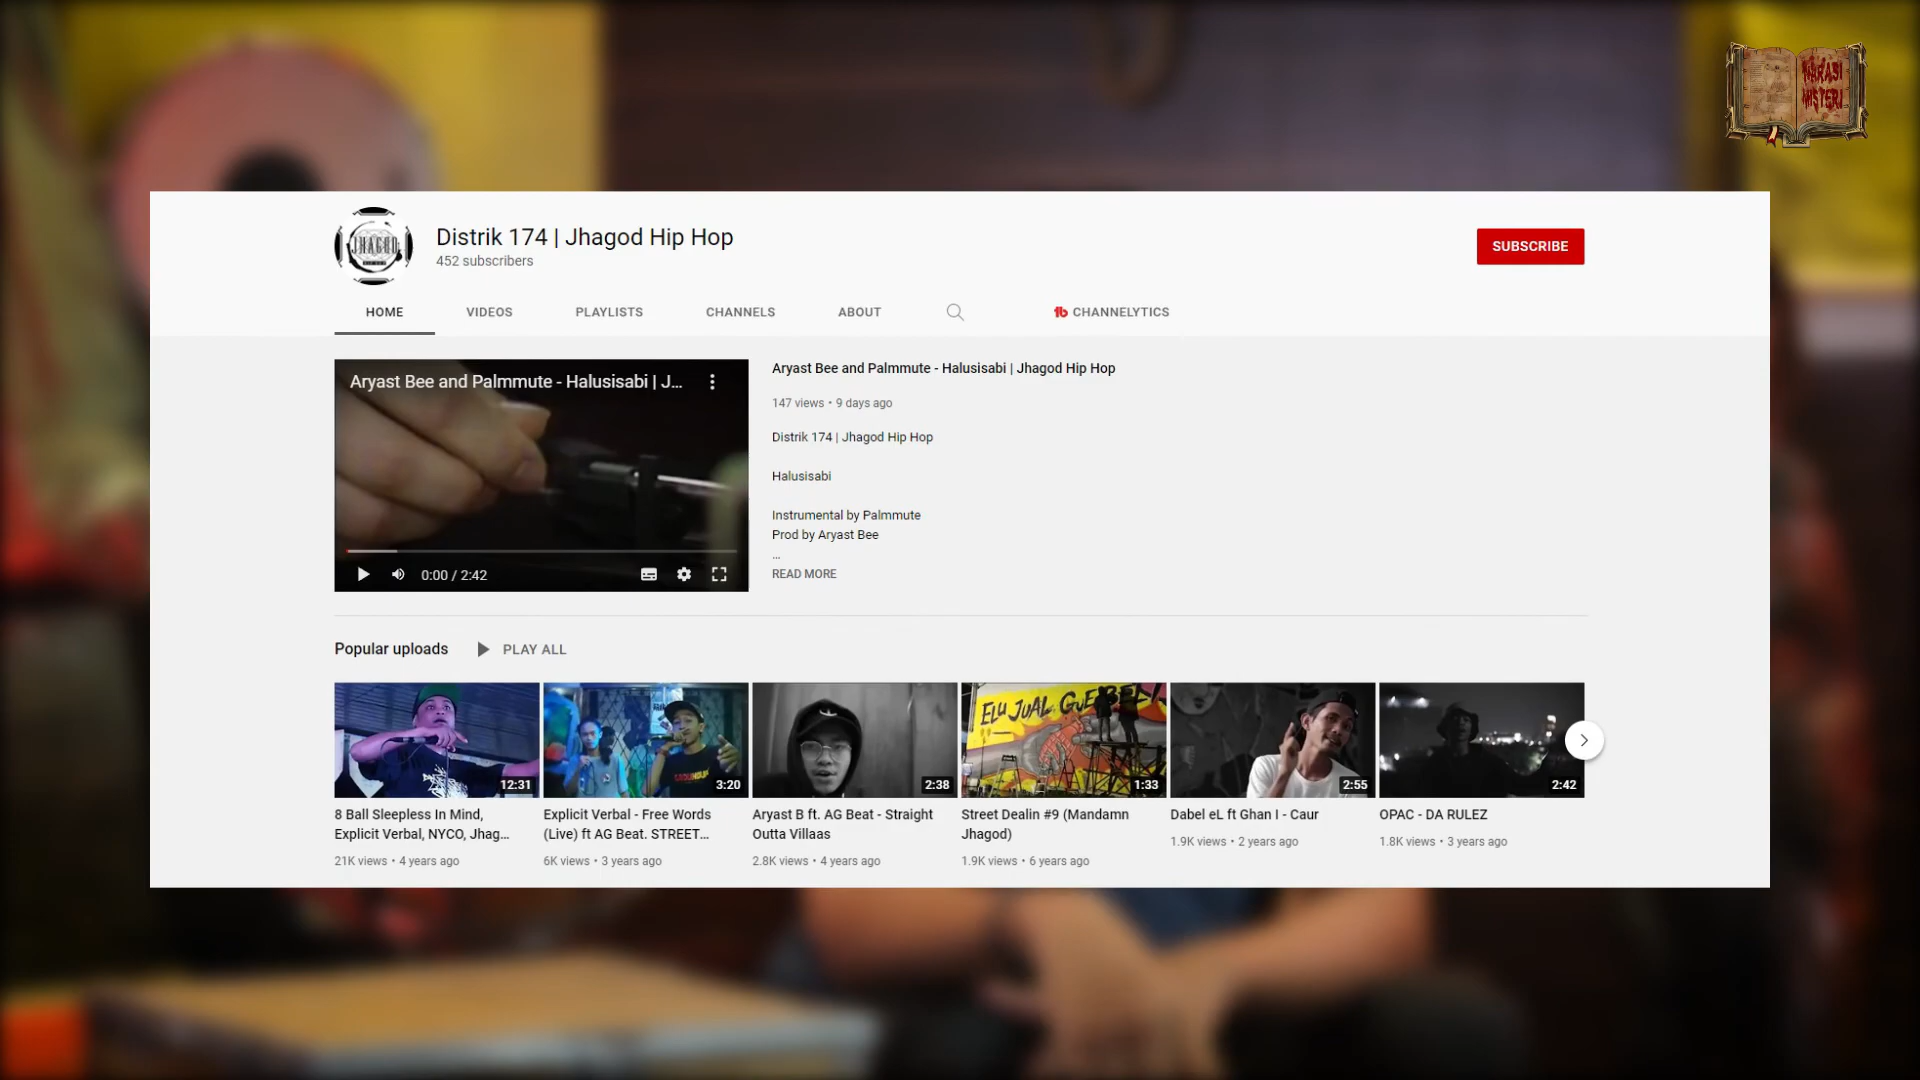 NARASI
MISTERI
JHAGOD
Distrik 174 | Jhagod Hip Hop
452 subscribers
SUBSCRIBE
HOME
VIDEOS
PLAYLISTS
CHANNELS
ABOUT
CHANNELYTICS
Aryast Bee and Palmmute - Halusisabi | J...
0:00 / 2:42
Aryast Bee and Palmmute - Halusisabi | Jhagod Hip Hop
147 views • 9 days ago
Distrik 174 | Jhagod Hip Hop
Halusisabi
Instrumental by Palmmute
Prod by Aryast Bee
...
READ MORE
Popular uploads
PLAY ALL
12:31
8 Ball Sleepless In Mind,
Explicit Verbal, NYCO, Jhag...
21K views • 4 years ago
3:20
Explicit Verbal - Free Words
(Live) ft AG Beat. STREET...
6K views • 3 years ago
2:38
Aryast B ft. AG Beat - Straight
Outta Villaas
2.8K views • 4 years ago
ELU JUAL GUE BELI
1:33
Street Dealin #9 (Mandamn
Jhagod)
1.9K views • 6 years ago
2:55
Dabel eL ft Ghan I - Caur
1.9K views • 2 years ago
2:42
OPAC - DA RULEZ
1.8K views • 3 years ago